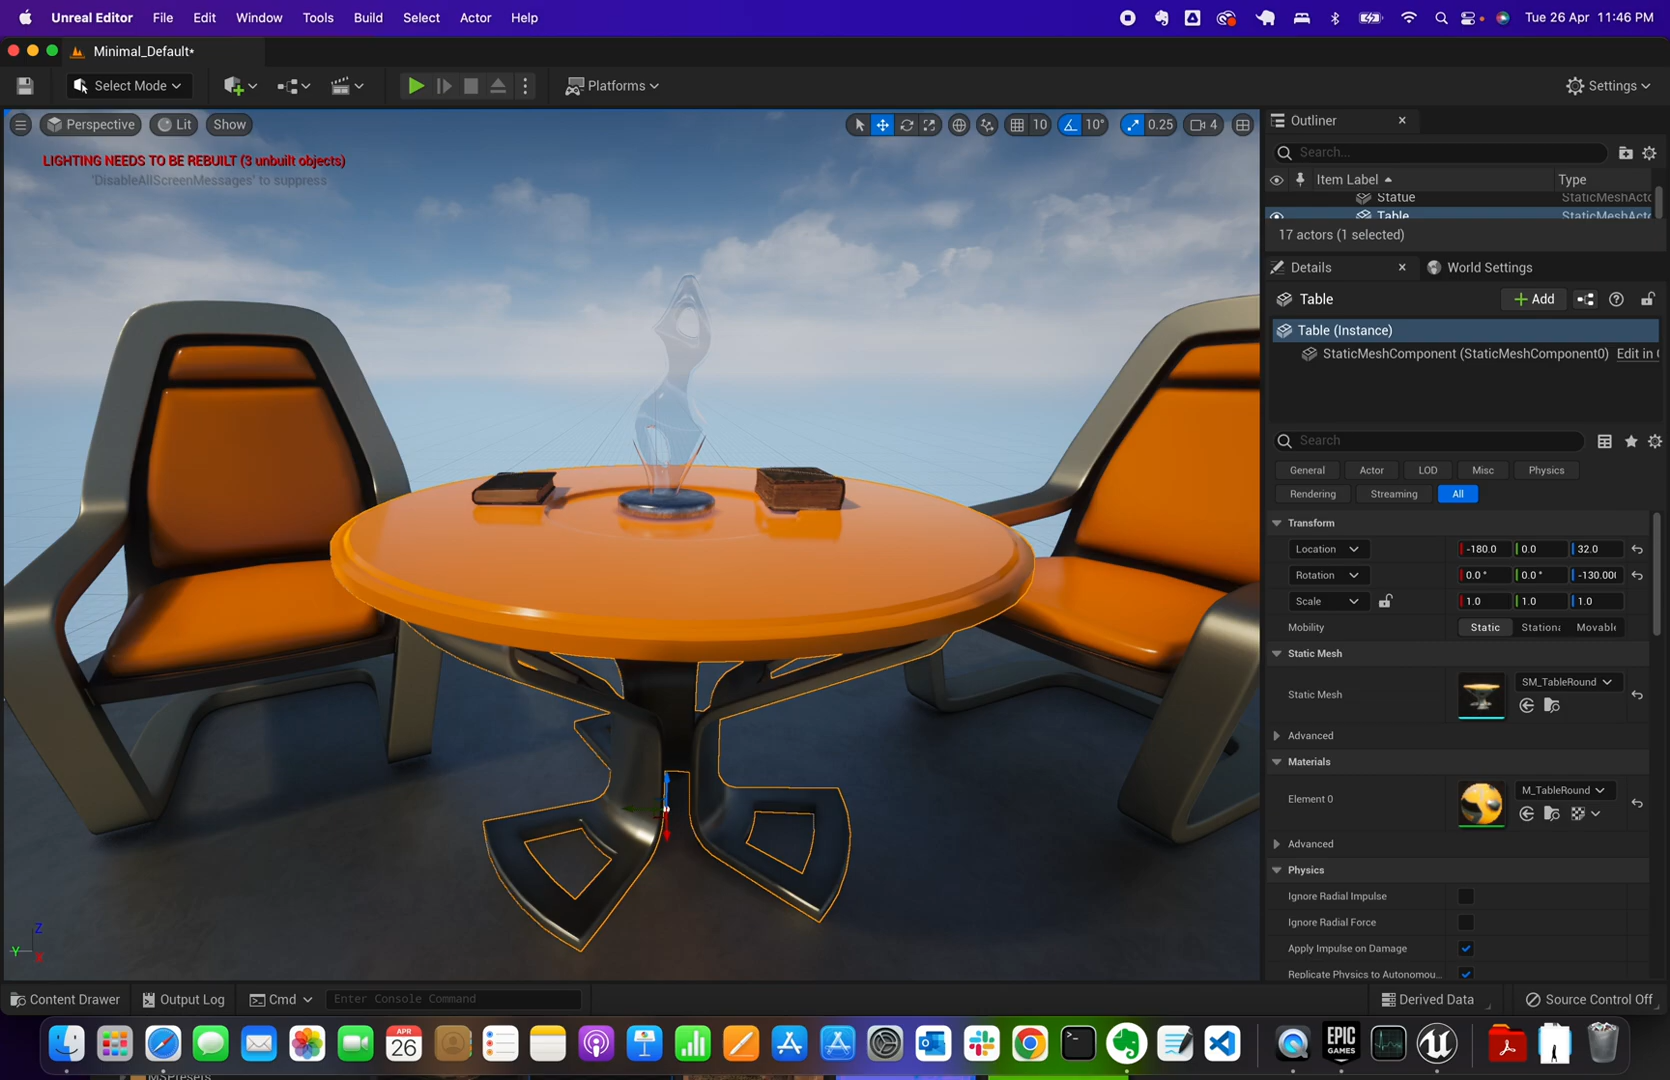 Unreal Editor File Edit Window Tools Build Select Actor Help
Tue 26 Apr 11:46 PM
Minimal_Default*
Select Mode
Platforms
Settings
Perspective
Lit
Show
10
10°
0.25
4
LIGHTING NEEDS TO BE REBUILT (3 unbuilt objects)
'DisableAllScreenMessages' to suppress
Outliner
Search...
Item Label
Type
Statue
StaticMeshActo
Table
StaticMeshActo
17 actors (1 selected)
Details
World Settings
Table
Add
Table (Instance)
StaticMeshComponent (StaticMeshComponent0)
Edit in C
Search
General
Actor
LOD
Misc
Physics
Rendering
Streaming
All
Transform
Location
-180.0
0.0
32.0
Rotation
0.0 °
0.0 °
-130.000
Scale
1.0
1.0
1.0
Mobility
Static
Stationa
Movable
Static Mesh
Static Mesh
SM_TableRound
Advanced
Materials
Element 0
M_TableRound
Advanced
Physics
Ignore Radial Impulse
Ignore Radial Force
Apply Impulse on Damage
Replicate Physics to Autonomou...
Z
Y
X
Content Drawer
Output Log
Cmd
Enter Console Command
Derived Data
Source Control Off
APR
26
EPIC
GAMES
MSPresets